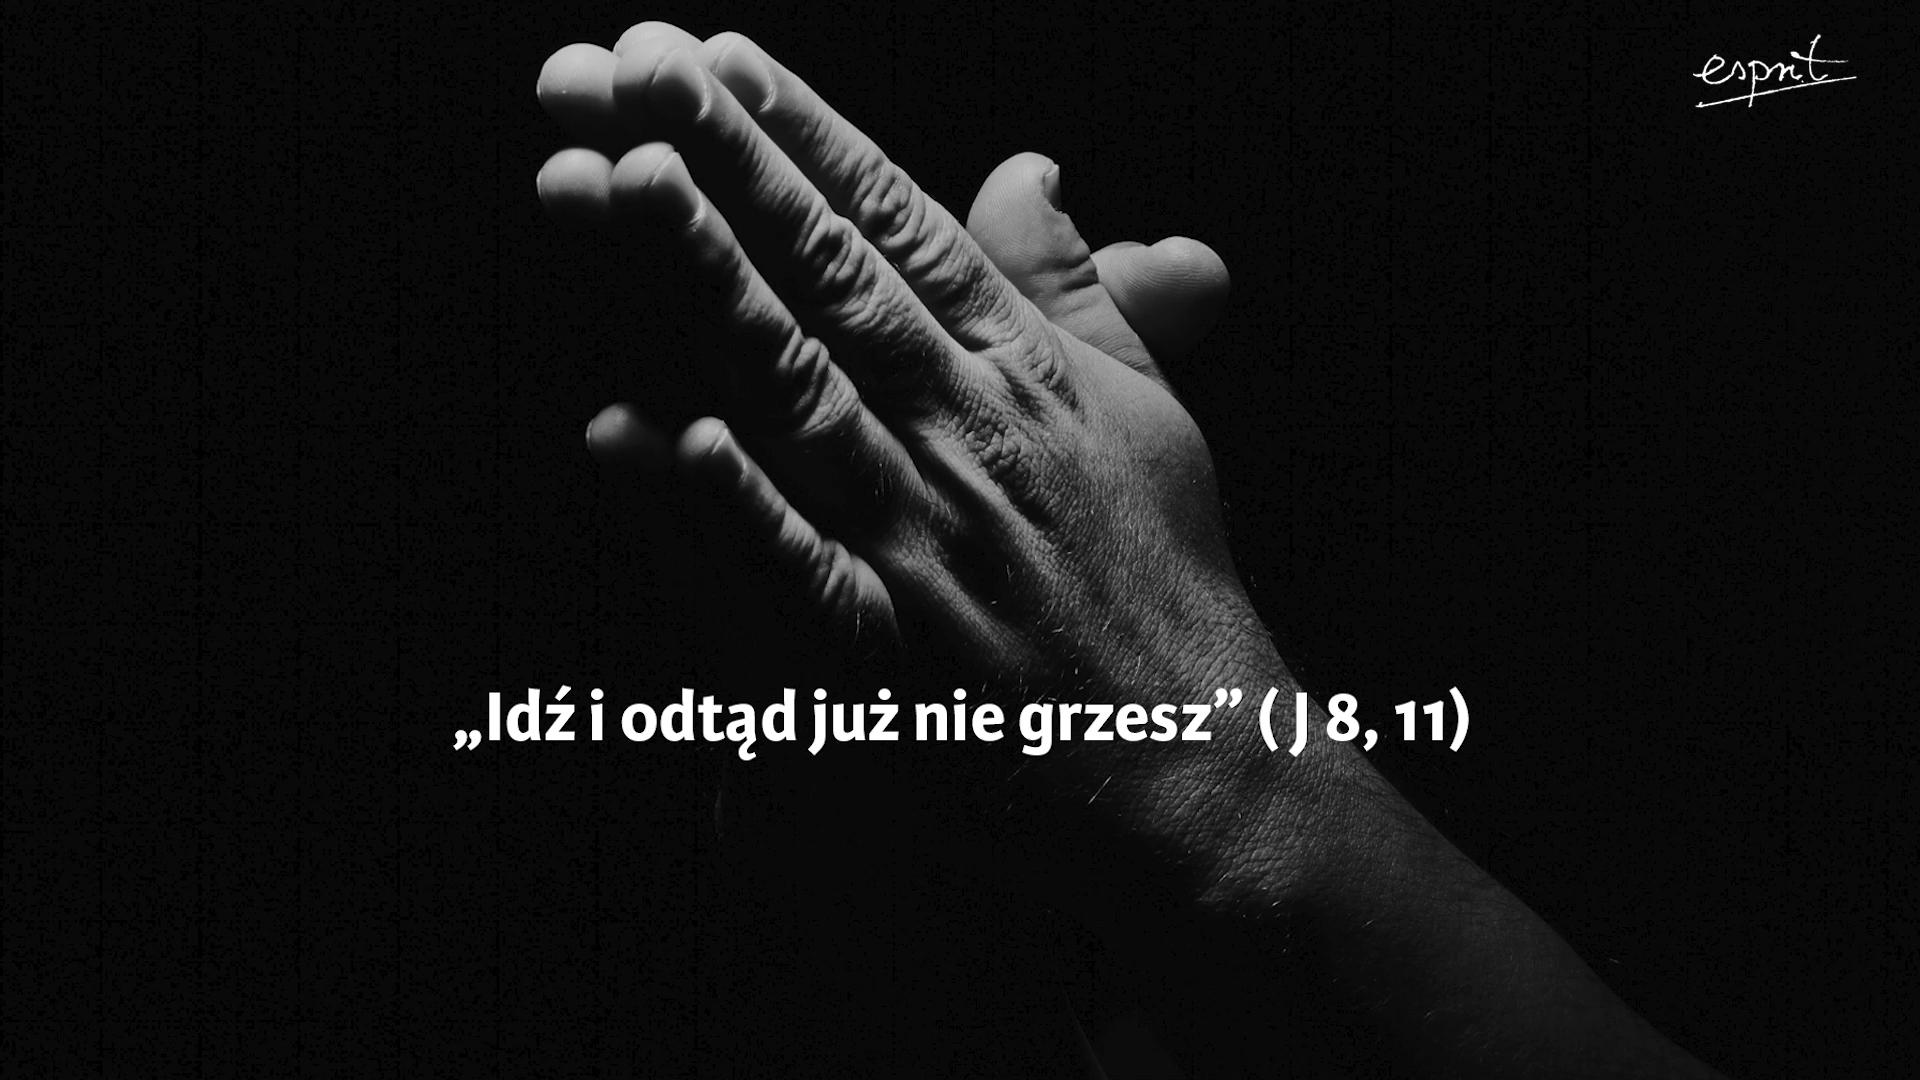 esprit
„Idź i odtąd już nie grzesz” ( J 8, 11)